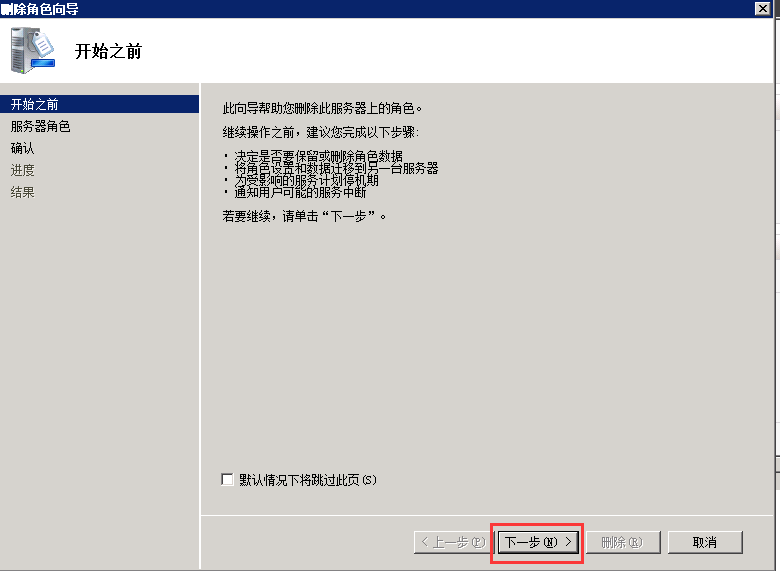 删除角色向导
开始之前
开始之前
服务器角色
确认
进度
结果
此向导帮助您删除此服务器上的角色。
继续操作之前，建议您完成以下步骤:
· 决定是否要保留或删除角色数据
· 将角色设置和数据迁移到另一台服务器
· 为受影响的服务计划停机期
· 通知用户可能的服务中断
若要继续，请单击“下一步”。
默认情况下将跳过此页(S)
< 上一步(P) 下一步(N) > 删除(R) 取消